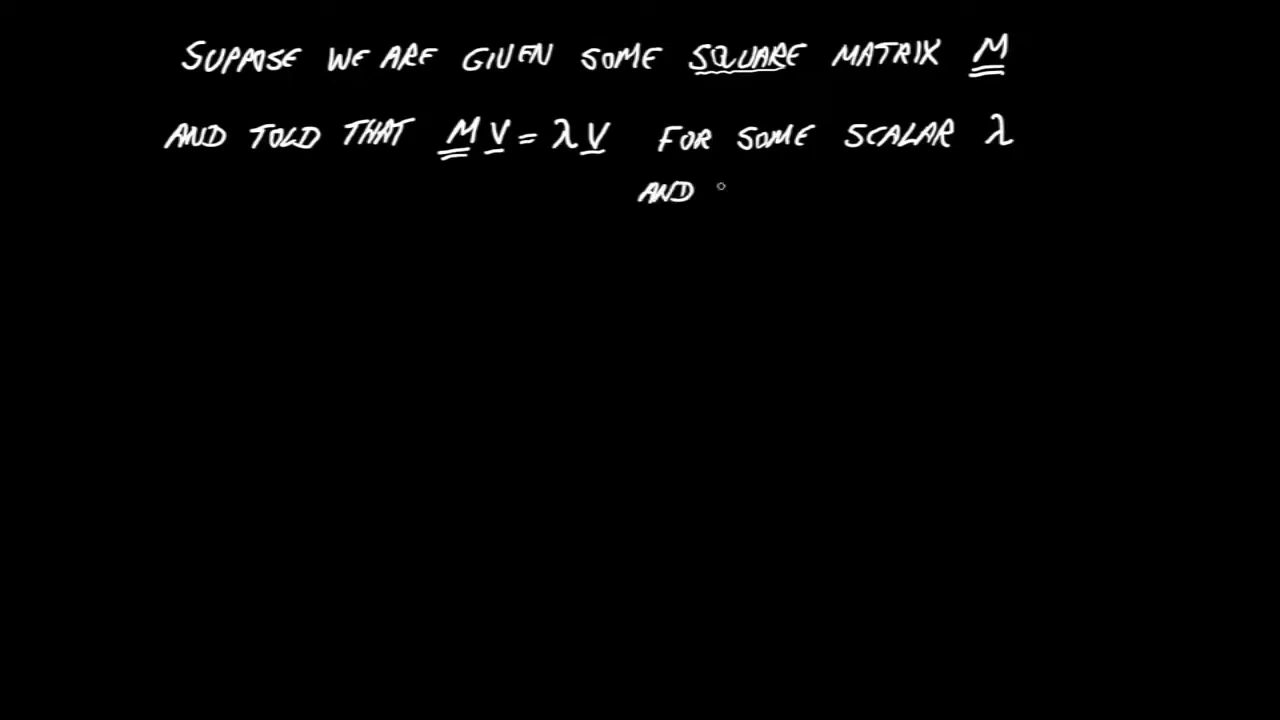 SUPPOSE WE ARE GIVEN SOME SQUARE MATRIX M
AND TOLD THAT M V = λ V FOR SOME SCALAR λ
AND